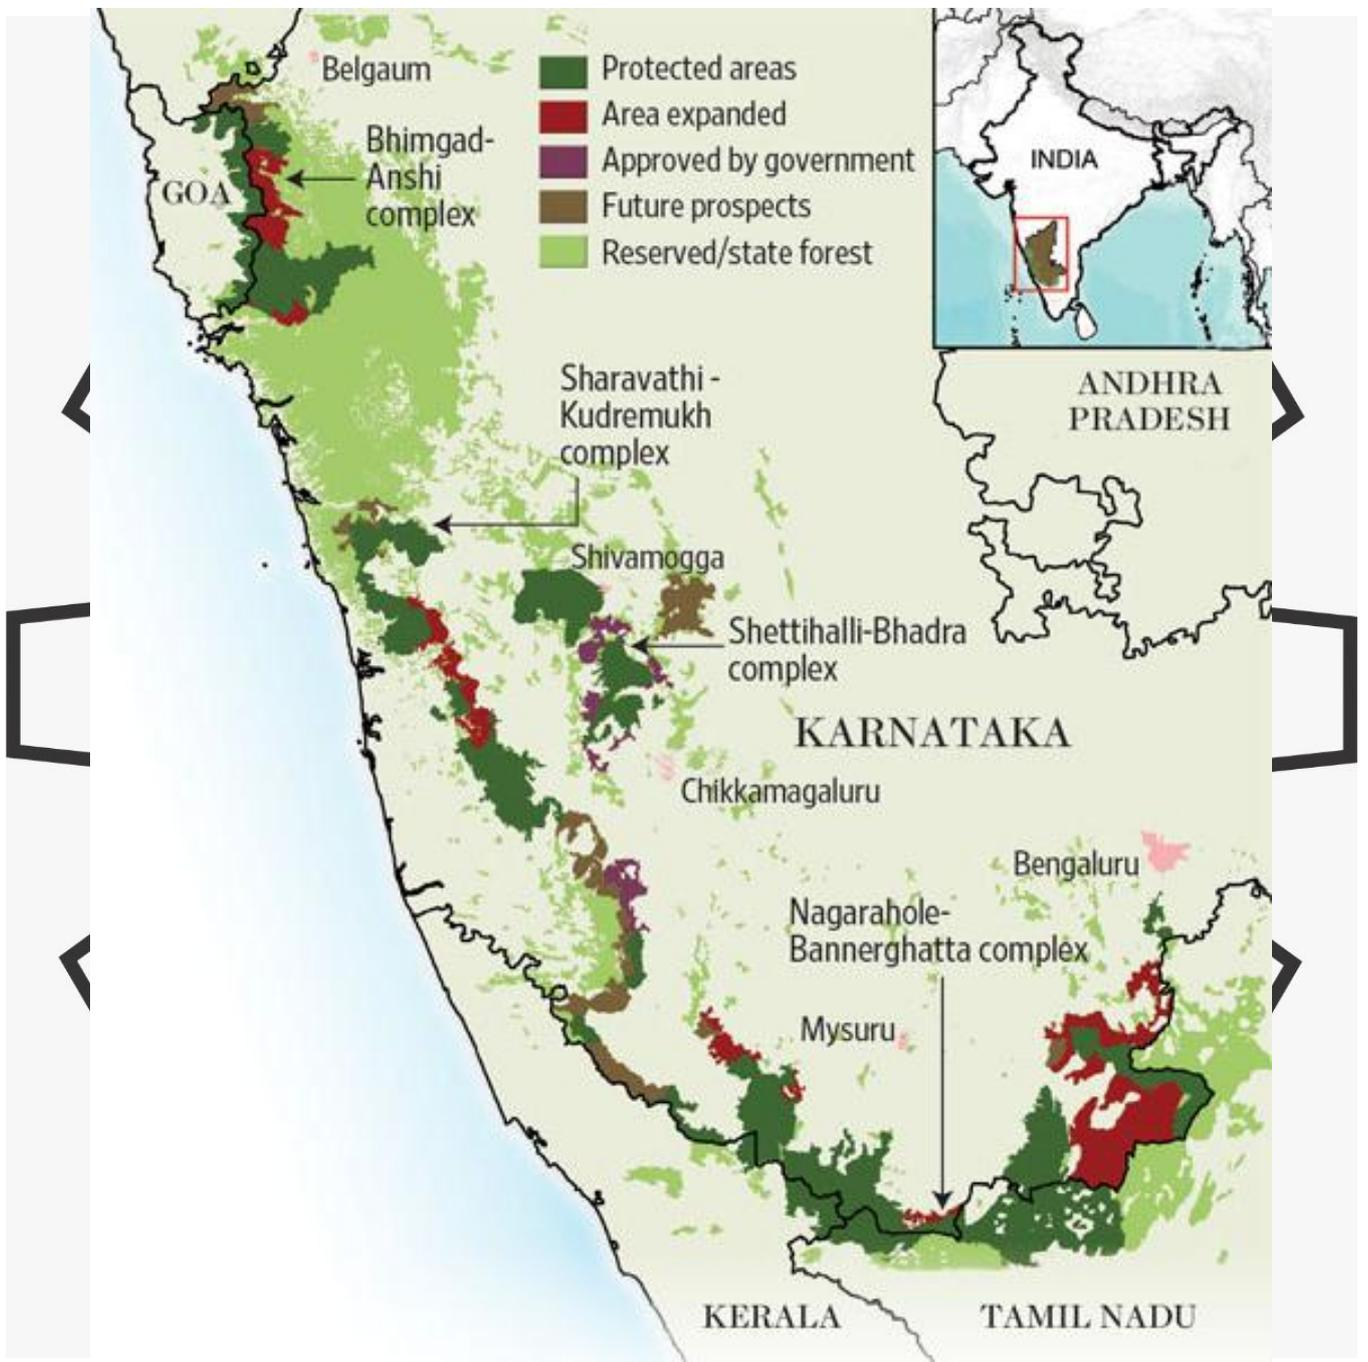 Belgaum
Protected areas
Area expanded
Approved by government
Future prospects
Reserved/state forest
INDIA
Bhimgad-
Anshi
complex
GOA
Sharavathi -
Kudremukh
complex
ANDHRA
PRADESH
Shivamogga
Shettihalli-Bhadra
complex
KARNATAKA
Chikkamagaluru
Bengaluru
Nagarahole-
Bannerghatta complex
Mysuru
KERALA
TAMIL NADU